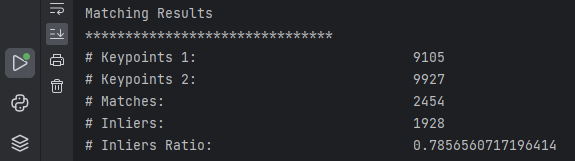 Matching Results
*******************************
# Keypoints 1: 9105
# Keypoints 2: 9927
# Matches: 2454
# Inliers: 1928
# Inliers Ratio: 0.7856560717196414